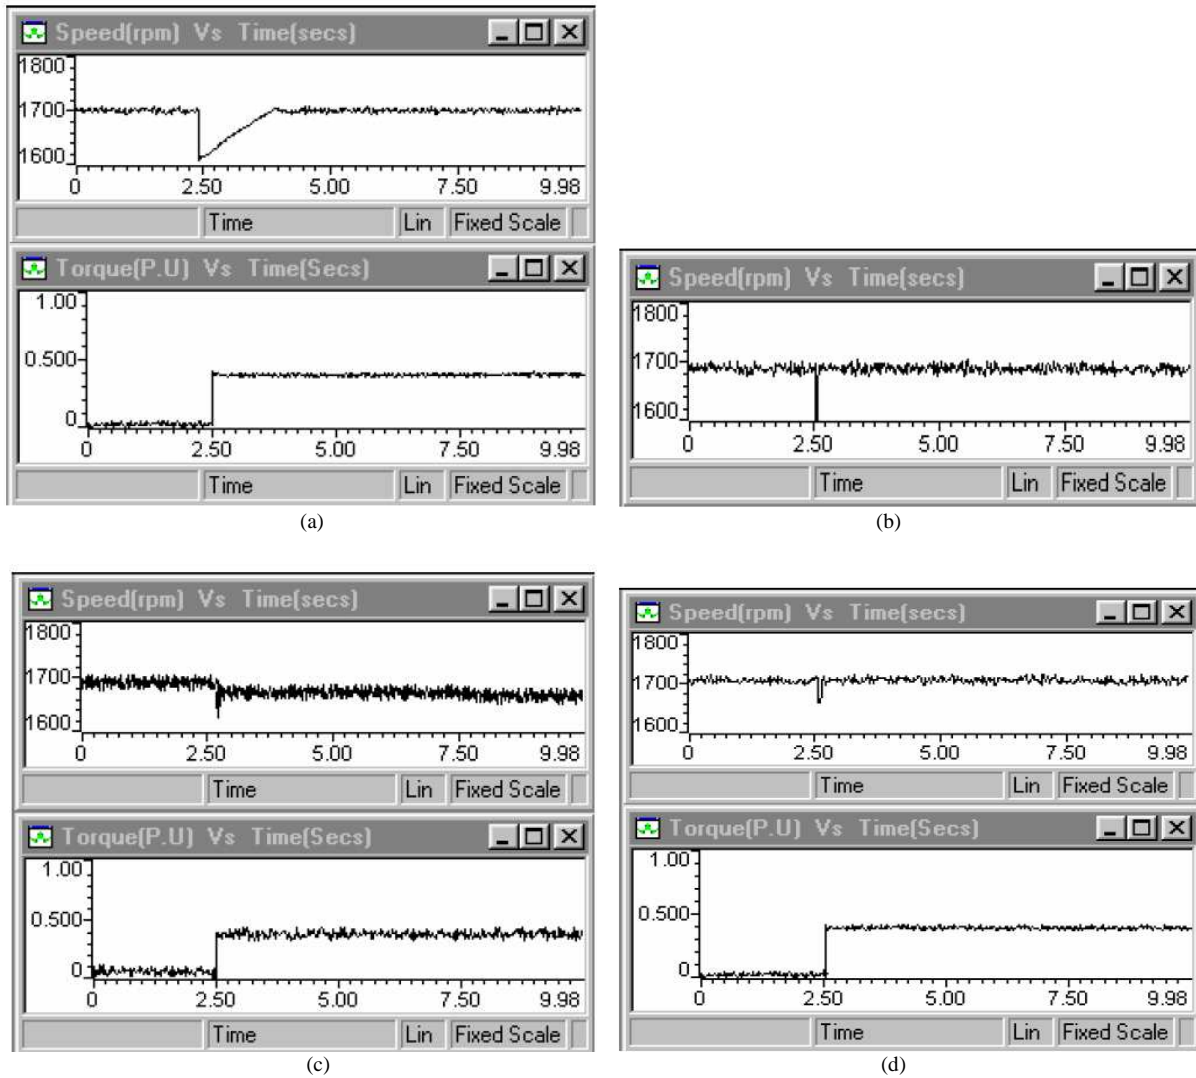 Speed(rpm) Vs Time(secs)
1800
1700
1600
0 2.50 5.00 7.50 9.98
Time Lin Fixed Scale
Torque(P.U) Vs Time(Secs)
1.00
0.500
0
0 2.50 5.00 7.50 9.98
Time Lin Fixed Scale
(a)
Speed(rpm) Vs Time(secs)
1800
1700
1600
0 2.50 5.00 7.50 9.98
Time Lin Fixed Scale
(b)
Speed(rpm) Vs Time(secs)
1800
1700
1600
0 2.50 5.00 7.50 9.98
Time Lin Fixed Scale
Torque(P.U) Vs Time(Secs)
1.00
0.500
0
0 2.50 5.00 7.50 9.98
Time Lin Fixed Scale
(c)
Speed(rpm) Vs Time(secs)
1800
1700
1600
0 2.50 5.00 7.50 9.98
Time Lin Fixed Scale
Torque(P.U) Vs Time(Secs)
1.00
0.500
0
0 2.50 5.00 7.50 9.98
Time Lin Fixed Scale
(d)